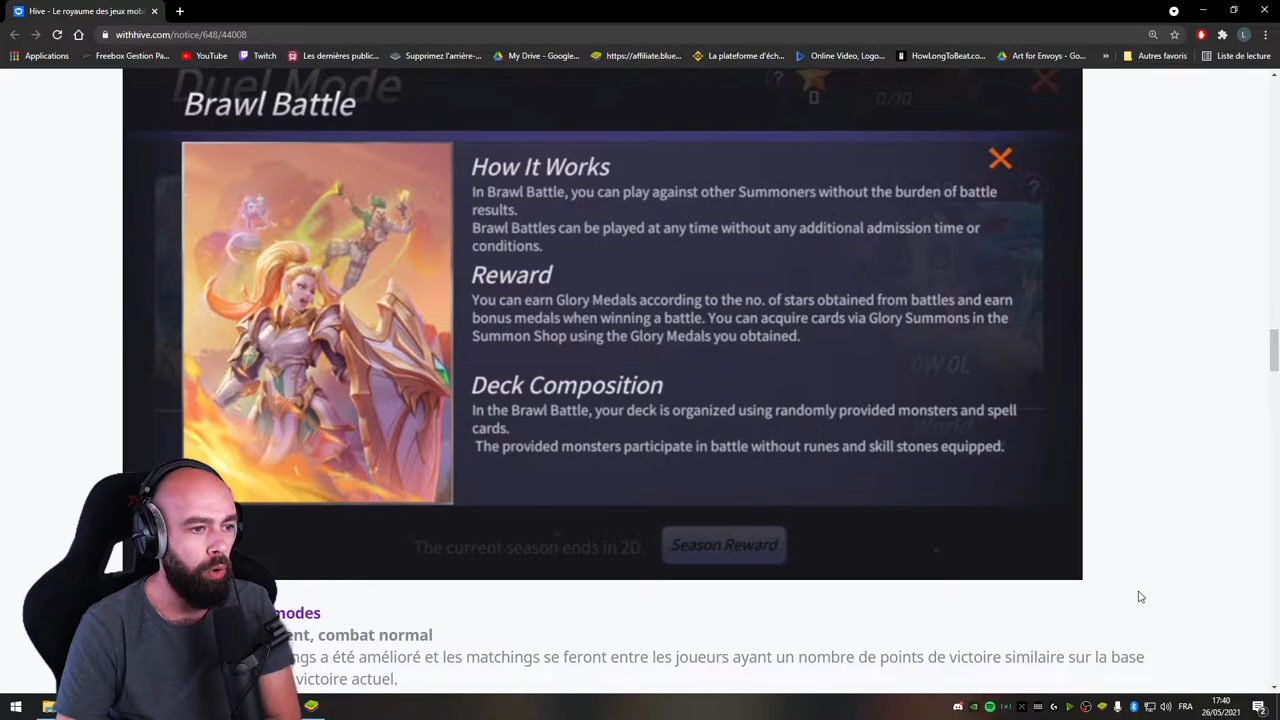 Hive - Le royaume des jeux mobi
withhive.com/notice/648/44008
Applications
Freebox Gestion Pa...
YouTube
Twitch
Les dernières public...
Supprimez l'arrière-...
My Drive - Google...
https://affiliate.blue...
La plateforme d'éch...
Online Video, Logo...
HowLongToBeat.co...
Art for Envoys - Go...
»
Autres favoris
Liste de lecture
Duel Mode
0
0/10
Brawl Battle
How It Works
In Brawl Battle, you can play against other Summoners without the burden of battle
results.
Brawl Battles can be played at any time without any additional admission time or
conditions.
Reward
You can earn Glory Medals according to the no. of stars obtained from battles and earn
bonus medals when winning a battle. You can acquire cards via Glory Summons in the
Summon Shop using the Glory Medals you obtained.
0W 0L
Deck Composition
In the Brawl Battle, your deck is organized using randomly provided monsters and spell
cards.
World
The provided monsters participate in battle without runes and skill stones equipped.
The current season ends in 2D.
Season Reward
modes
ent, combat normal
ngs a été amélioré et les matchings se feront entre les joueurs ayant un nombre de points de victoire similaire sur la base
victoire actuel.
FRA
17:40
26/05/2021
2